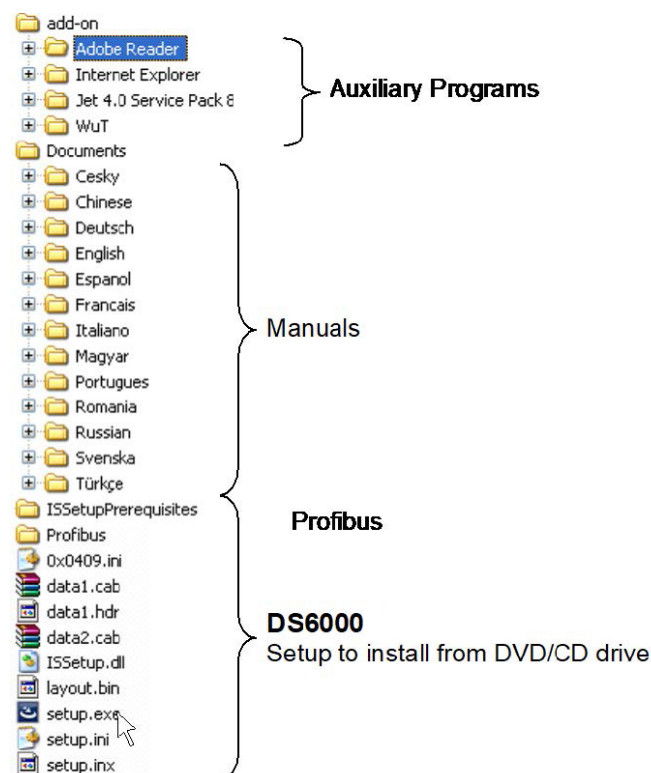 add-on
Adobe Reader
Internet Explorer
Jet 4.0 Service Pack 8
WuT
Auxiliary Programs
Documents
Cesky
Chinese
Deutsch
English
Espanol
Francais
Italiano
Magyar
Portugues
Romania
Russian
Svenska
Türkçe
Manuals
ISSetupPrerequisites
Profibus
0x0409.ini
data1.cab
data1.hdr
data2.cab
ISSetup.dll
layout.bin
setup.exe
setup.ini
setup.inx
Profibus
DS6000
Setup to install from DVD/CD drive